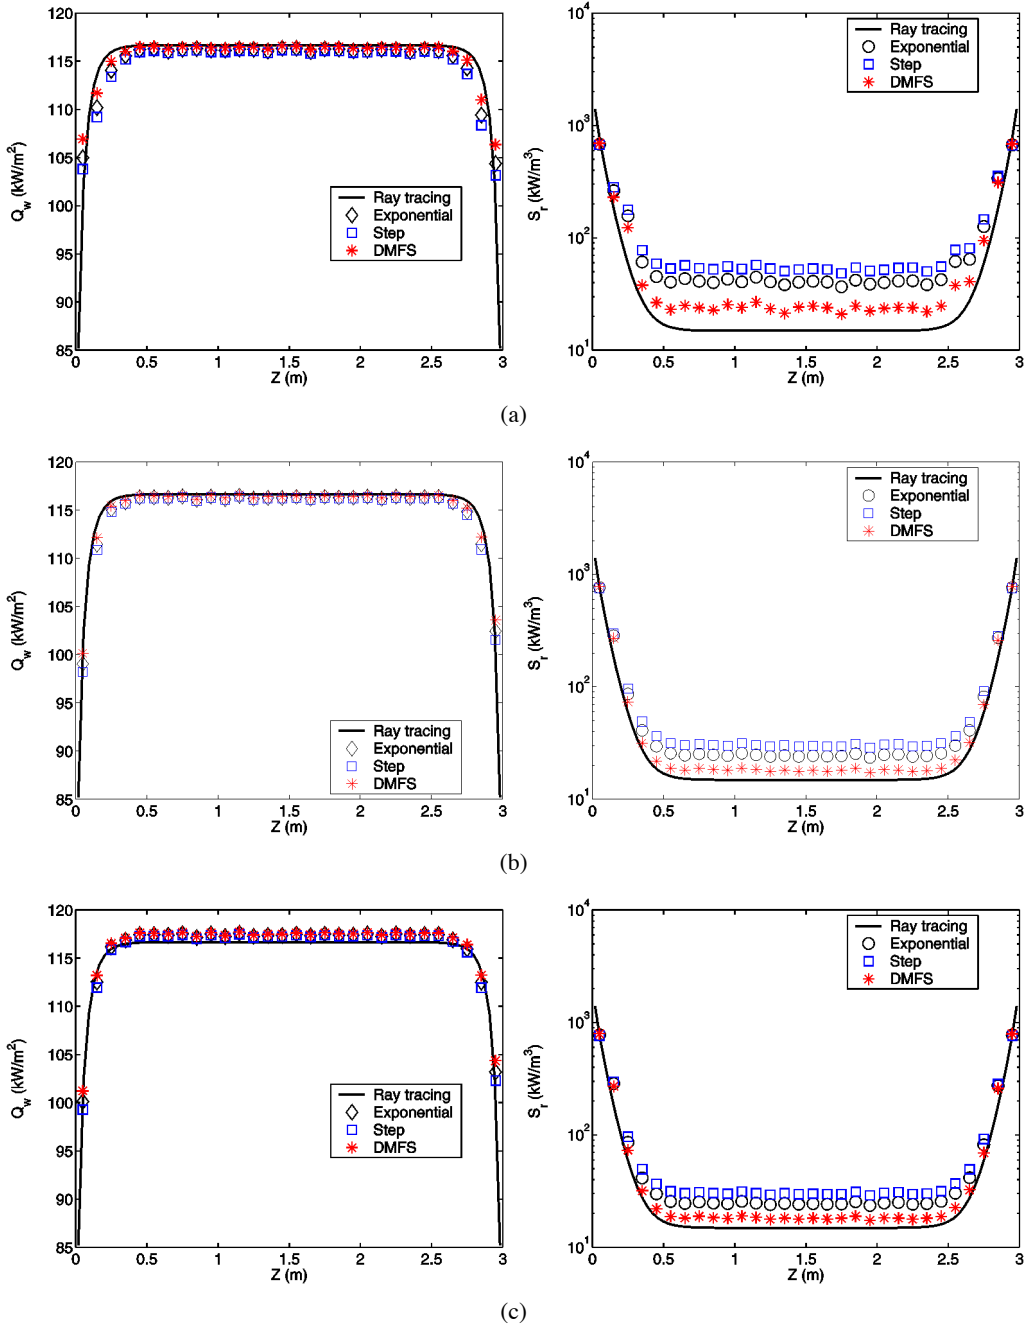 120
115
110
105
100
95
90
85
Q_w (kW/m^2)
0 0.5 1 1.5 2 2.5 3
Z (m)
Ray tracing
Exponential
Step
DMFS
10^4
10^3
10^2
10^1
S_r (kW/m^3)
0 0.5 1 1.5 2 2.5 3
Z (m)
Ray tracing
Exponential
Step
DMFS
(a)
120
115
110
105
100
95
90
85
Q_w (kW/m^2)
0 0.5 1 1.5 2 2.5 3
Z (m)
Ray tracing
Exponential
Step
DMFS
10^4
10^3
10^2
10^1
S_r (kW/m^3)
0 0.5 1 1.5 2 2.5 3
Z (m)
Ray tracing
Exponential
Step
DMFS
(b)
120
115
110
105
100
95
90
85
Q_w (kW/m^2)
0 0.5 1 1.5 2 2.5 3
Z (m)
Ray tracing
Exponential
Step
DMFS
10^4
10^3
10^2
10^1
S_r (kW/m^3)
0 0.5 1 1.5 2 2.5 3
Z (m)
Ray tracing
Exponential
Step
DMFS
(c)